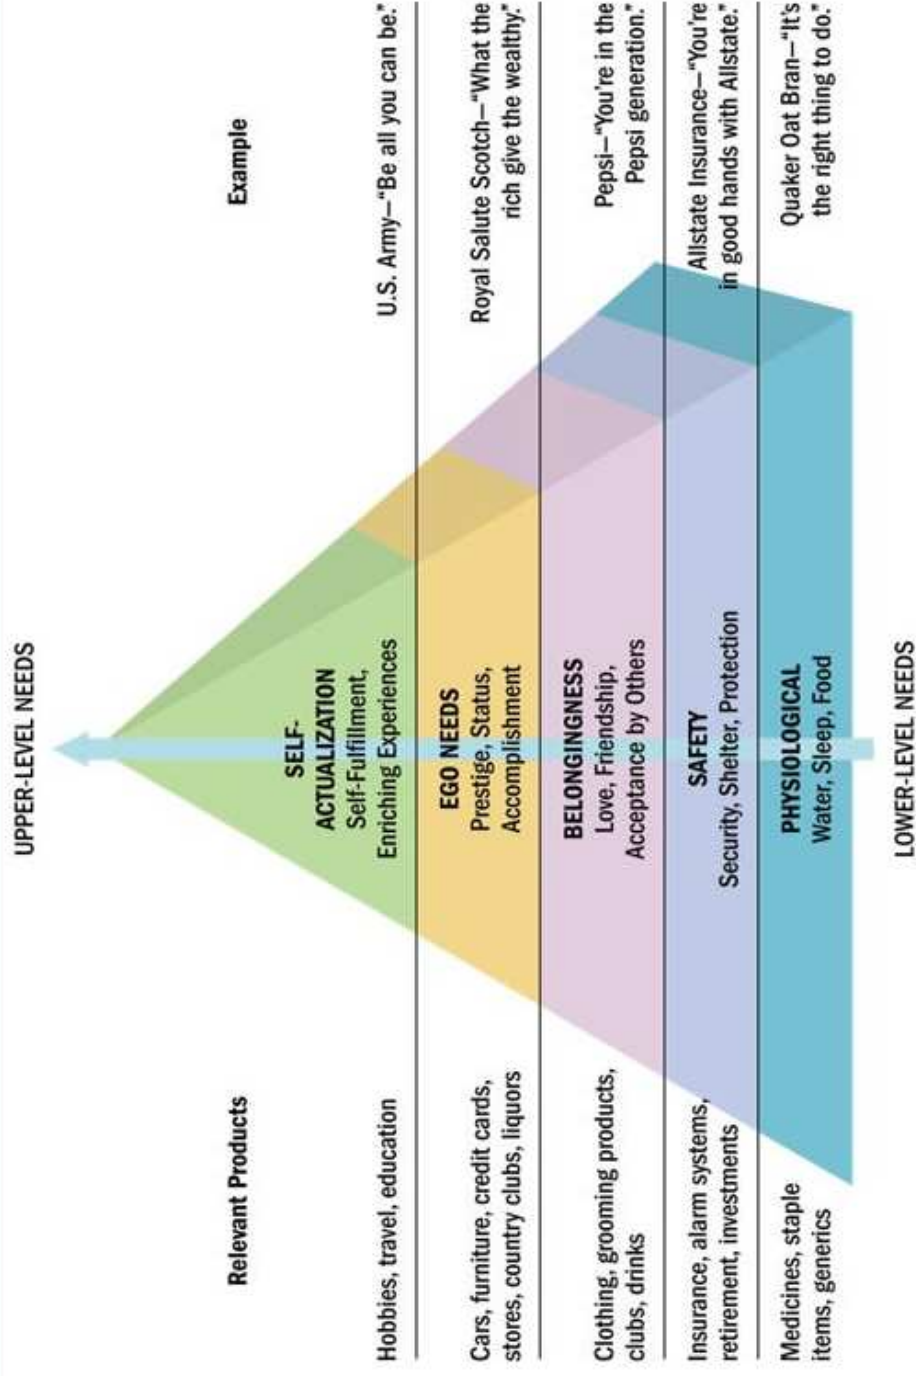 UPPER-LEVEL NEEDS
Relevant Products
Example
Hobbies, travel, education
SELF-
ACTUALIZATION
Self-Fulfillment,
Enriching Experiences
U.S. Army—“Be all you can be.”
Cars, furniture, credit cards,
stores, country clubs, liquors
EGO NEEDS
Prestige, Status,
Accomplishment
Royal Salute Scotch—“What the
rich give the wealthy.”
Clothing, grooming products,
clubs, drinks
BELONGINGNESS
Love, Friendship,
Acceptance by Others
Pepsi—“You’re in the
Pepsi generation.”
Insurance, alarm systems,
retirement, investments
SAFETY
Security, Shelter, Protection
Allstate Insurance—“You’re
in good hands with Allstate.”
Medicines, staple
items, generics
PHYSIOLOGICAL
Water, Sleep, Food
Quaker Oat Bran—“It’s
the right thing to do.”
LOWER-LEVEL NEEDS